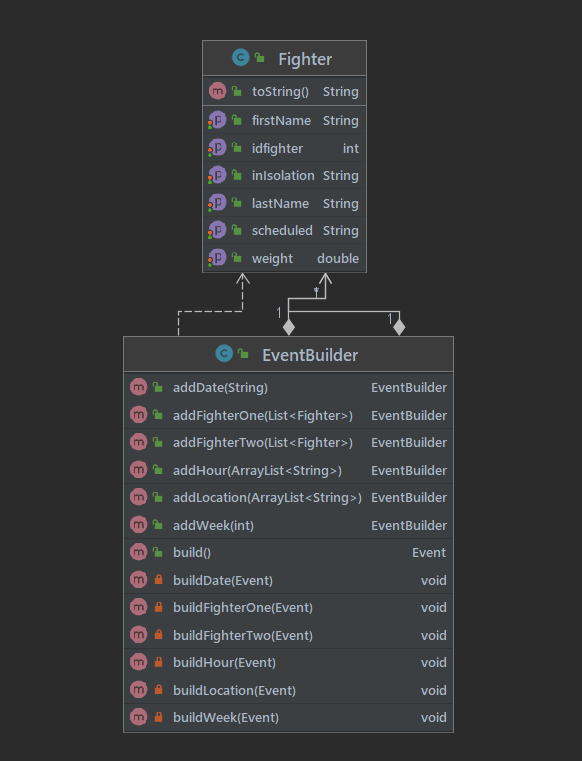 C Fighter
m toString() String
p firstName String
p idfighter int
p inIsolation String
p lastName String
p scheduled String
p weight double
*
1
1
C EventBuilder
m addDate(String) EventBuilder
m addFighterOne(List<Fighter>) EventBuilder
m addFighterTwo(List<Fighter>) EventBuilder
m addHour(ArrayList<String>) EventBuilder
m addLocation(ArrayList<String>) EventBuilder
m addWeek(int) EventBuilder
m build() Event
m buildDate(Event) void
m buildFighterOne(Event) void
m buildFighterTwo(Event) void
m buildHour(Event) void
m buildLocation(Event) void
m buildWeek(Event) void